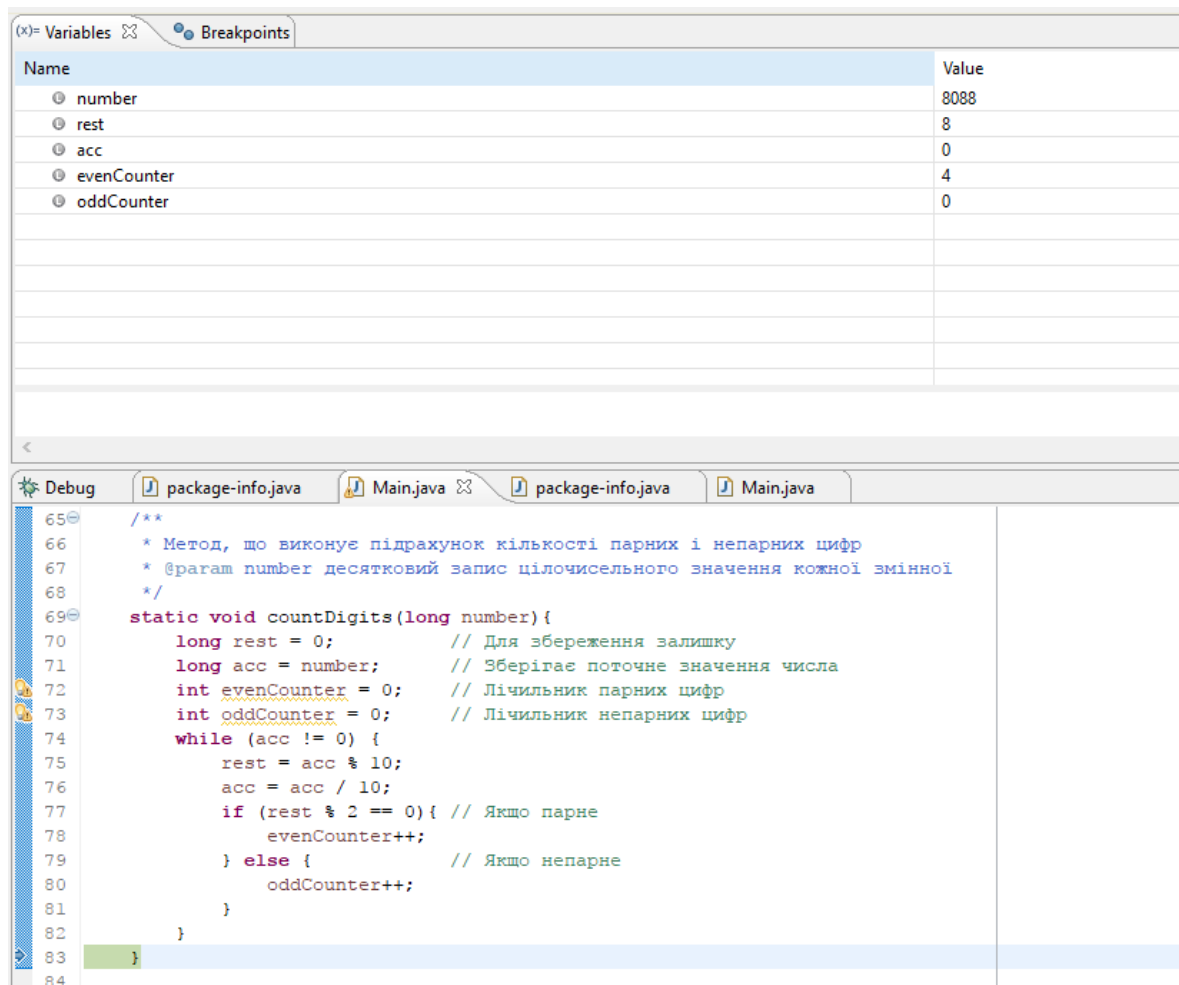 (x)= Variables Breakpoints
Name Value
number 8088
rest 8
acc 0
evenCounter 4
oddCounter 0
Debug package-info.java Main.java package-info.java Main.java
65 /**
66 * Метод, що виконує підрахунок кількості парних і непарних цифр
67 * @param number десятковий запис цілочисельного значення кожної змінної
68 */
69 static void countDigits(long number){
70 long rest = 0; // Для збереження залишку
71 long acc = number; // Зберігає поточне значення числа
72 int evenCounter = 0; // Лічильник парних цифр
73 int oddCounter = 0; // Лічильник непарних цифр
74 while (acc != 0) {
75 rest = acc % 10;
76 acc = acc / 10;
77 if (rest % 2 == 0){ // Якщо парне
78 evenCounter++;
79 } else { // Якщо непарне
80 oddCounter++;
81 }
82 }
83 }
84